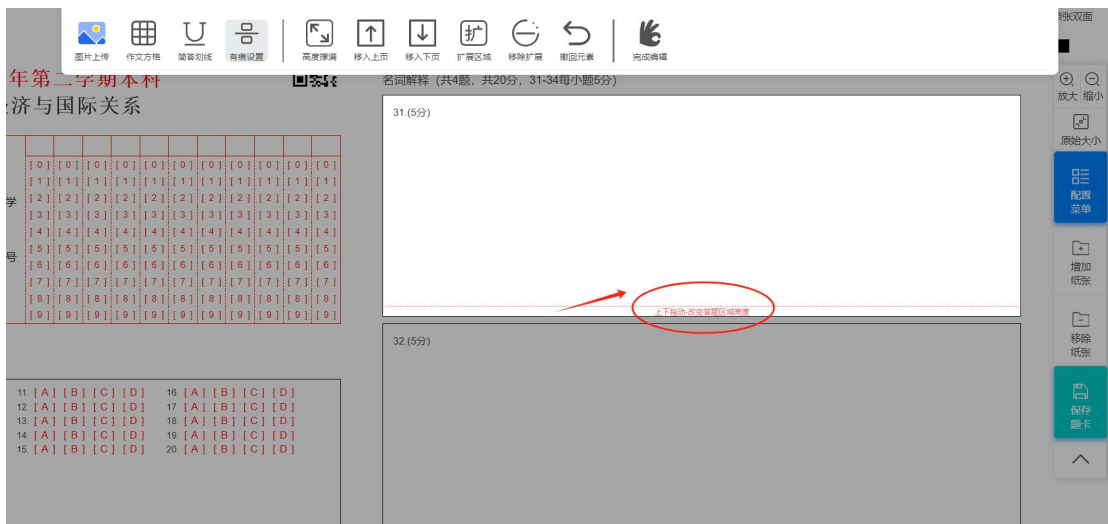 张双面
图片上传 作文方格 简答划线 有痕设置 高度撑满 移入上页 移入下页 扩展区域 移除扩展 撤回元素 完成编辑
年第二学期本科
济与国际关系
名词解释（共4题，共20分，31-34每小题5分）
31.(5分)
放大 缩小
原始大小
配置
菜单
增加
纸张
移除
纸张
保存
题卡
学
号
[ 0 ] [ 0 ] [ 0 ] [ 0 ] [ 0 ] [ 0 ] [ 0 ] [ 0 ] [ 0 ] [ 0 ] [ 0 ]
[ 1 ] [ 1 ] [ 1 ] [ 1 ] [ 1 ] [ 1 ] [ 1 ] [ 1 ] [ 1 ] [ 1 ] [ 1 ]
[ 2 ] [ 2 ] [ 2 ] [ 2 ] [ 2 ] [ 2 ] [ 2 ] [ 2 ] [ 2 ] [ 2 ] [ 2 ]
[ 3 ] [ 3 ] [ 3 ] [ 3 ] [ 3 ] [ 3 ] [ 3 ] [ 3 ] [ 3 ] [ 3 ] [ 3 ]
[ 4 ] [ 4 ] [ 4 ] [ 4 ] [ 4 ] [ 4 ] [ 4 ] [ 4 ] [ 4 ] [ 4 ] [ 4 ]
[ 5 ] [ 5 ] [ 5 ] [ 5 ] [ 5 ] [ 5 ] [ 5 ] [ 5 ] [ 5 ] [ 5 ] [ 5 ]
[ 6 ] [ 6 ] [ 6 ] [ 6 ] [ 6 ] [ 6 ] [ 6 ] [ 6 ] [ 6 ] [ 6 ] [ 6 ]
[ 7 ] [ 7 ] [ 7 ] [ 7 ] [ 7 ] [ 7 ] [ 7 ] [ 7 ] [ 7 ] [ 7 ] [ 7 ]
[ 8 ] [ 8 ] [ 8 ] [ 8 ] [ 8 ] [ 8 ] [ 8 ] [ 8 ] [ 8 ] [ 8 ] [ 8 ]
[ 9 ] [ 9 ] [ 9 ] [ 9 ] [ 9 ] [ 9 ] [ 9 ] [ 9 ] [ 9 ] [ 9 ] [ 9 ]
上下拖动-改变答题区域高度
32.(5分)
11. [ A ] [ B ] [ C ] [ D ] 16. [ A ] [ B ] [ C ] [ D ]
12. [ A ] [ B ] [ C ] [ D ] 17. [ A ] [ B ] [ C ] [ D ]
13. [ A ] [ B ] [ C ] [ D ] 18. [ A ] [ B ] [ C ] [ D ]
14. [ A ] [ B ] [ C ] [ D ] 19. [ A ] [ B ] [ C ] [ D ]
15. [ A ] [ B ] [ C ] [ D ] 20. [ A ] [ B ] [ C ] [ D ]